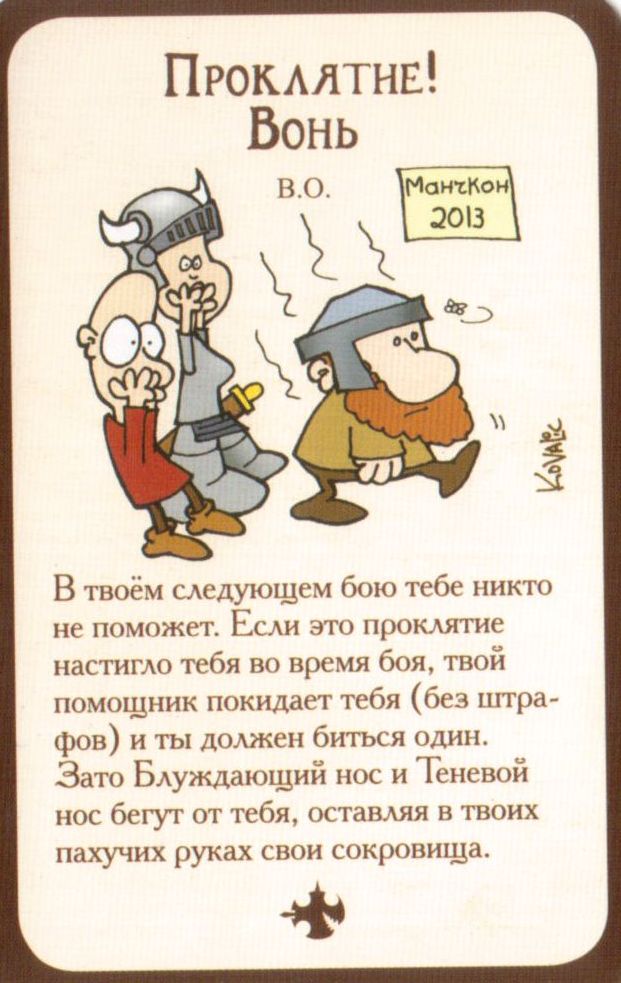 Проклятие!
Вонь
В.О.
МанчКон
2013
KOVALIC
В твоём следующем бою тебе никто
не поможет. Если это проклятие
настигло тебя во время боя, твой
помощник покидает тебя (без штра-
фов) и ты должен биться один.
Зато Блуждающий нос и Теневой
нос бегут от тебя, оставляя в твоих
пахучих руках свои сокровища.